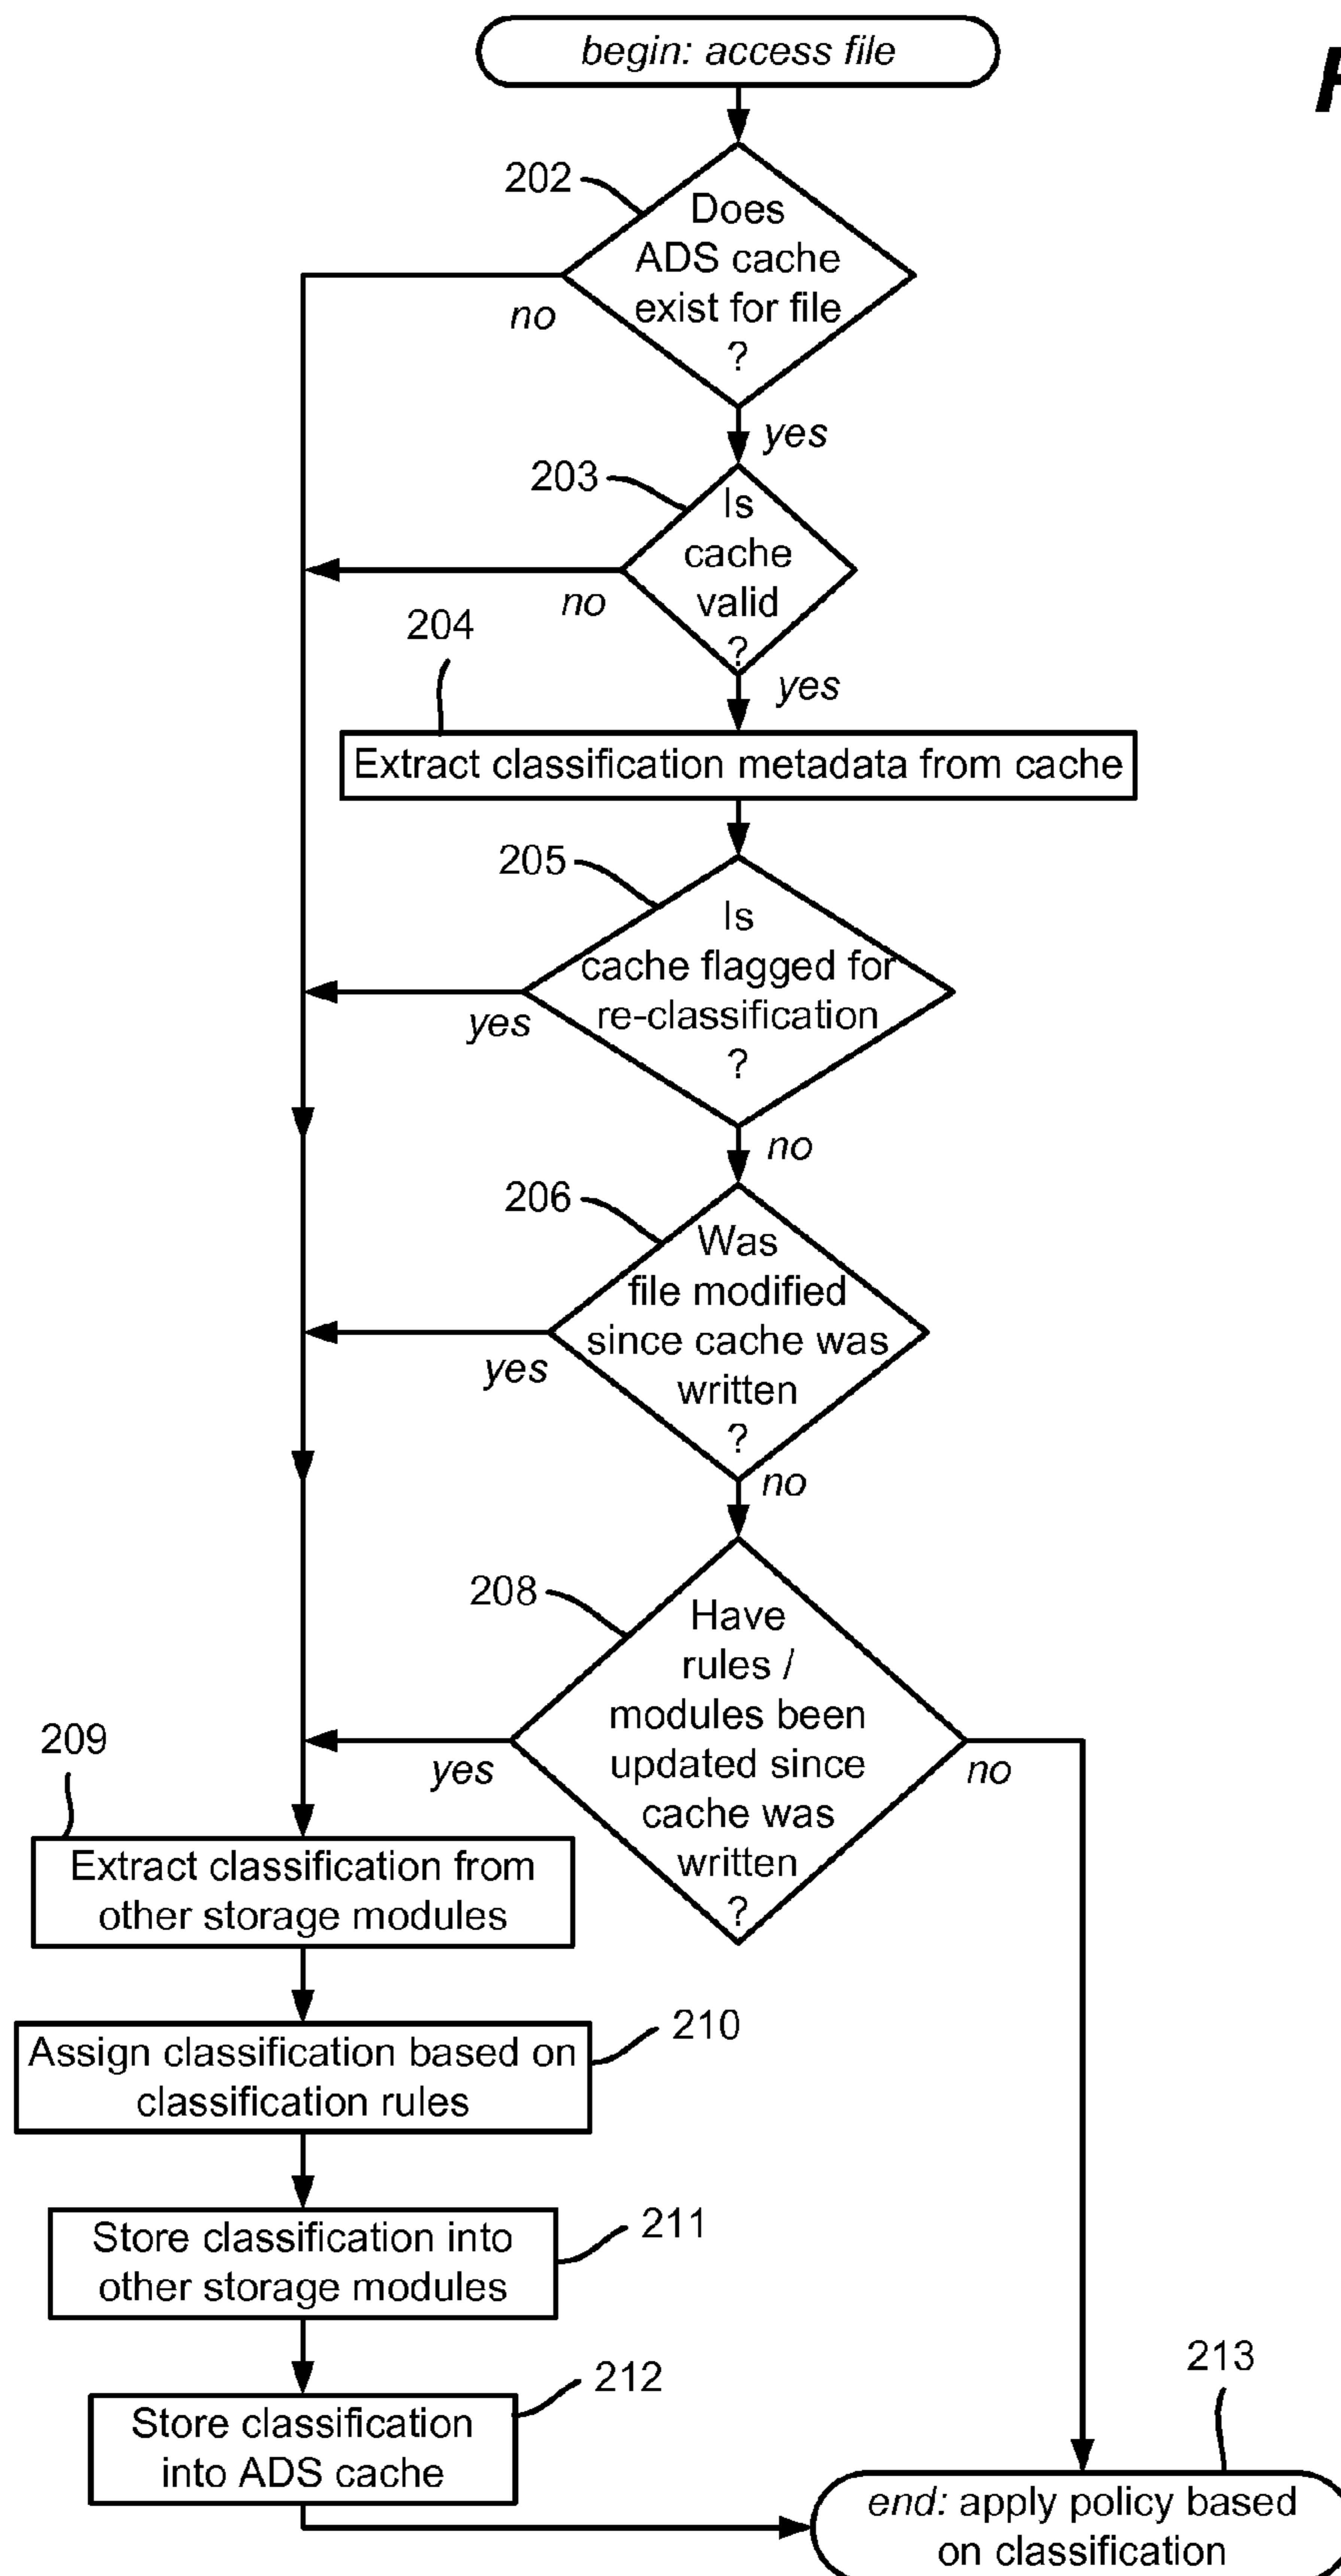 begin: access file
202
Does
ADS cache
exist for file
?
no
yes
203
Is
cache
valid
?
no
yes
204
Extract classification metadata from cache
205
Is
cache flagged for
re-classification
?
yes
no
206
Was
file modified
since cache was
written
?
yes
no
208
Have
rules /
modules been
updated since
cache was
written
?
yes
no
209
Extract classification from
other storage modules
210
Assign classification based on
classification rules
211
Store classification into
other storage modules
212
Store classification
into ADS cache
213
end: apply policy based
on classification